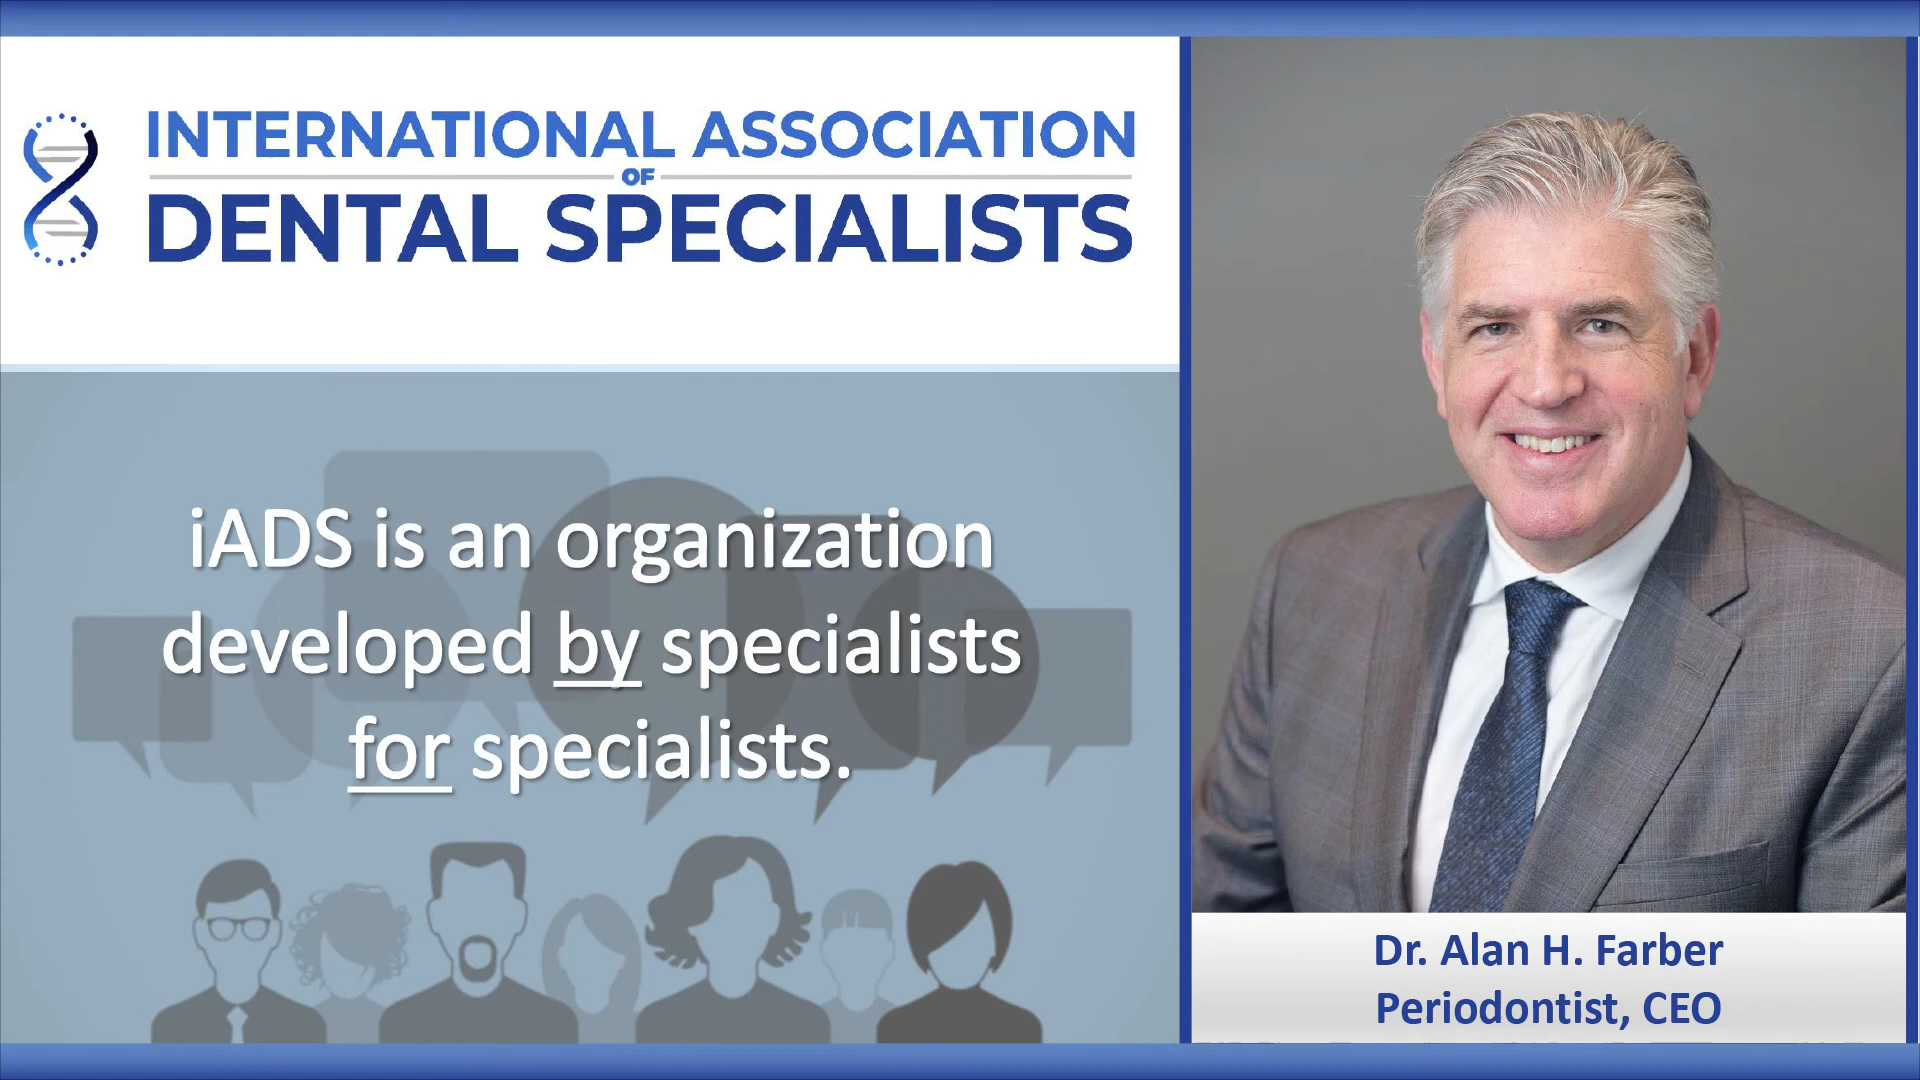 INTERNATIONAL ASSOCIATION
OF
DENTAL SPECIALISTS
iADS is an organization
developed by specialists
for specialists.
Dr. Alan H. Farber
Periodontist, CEO